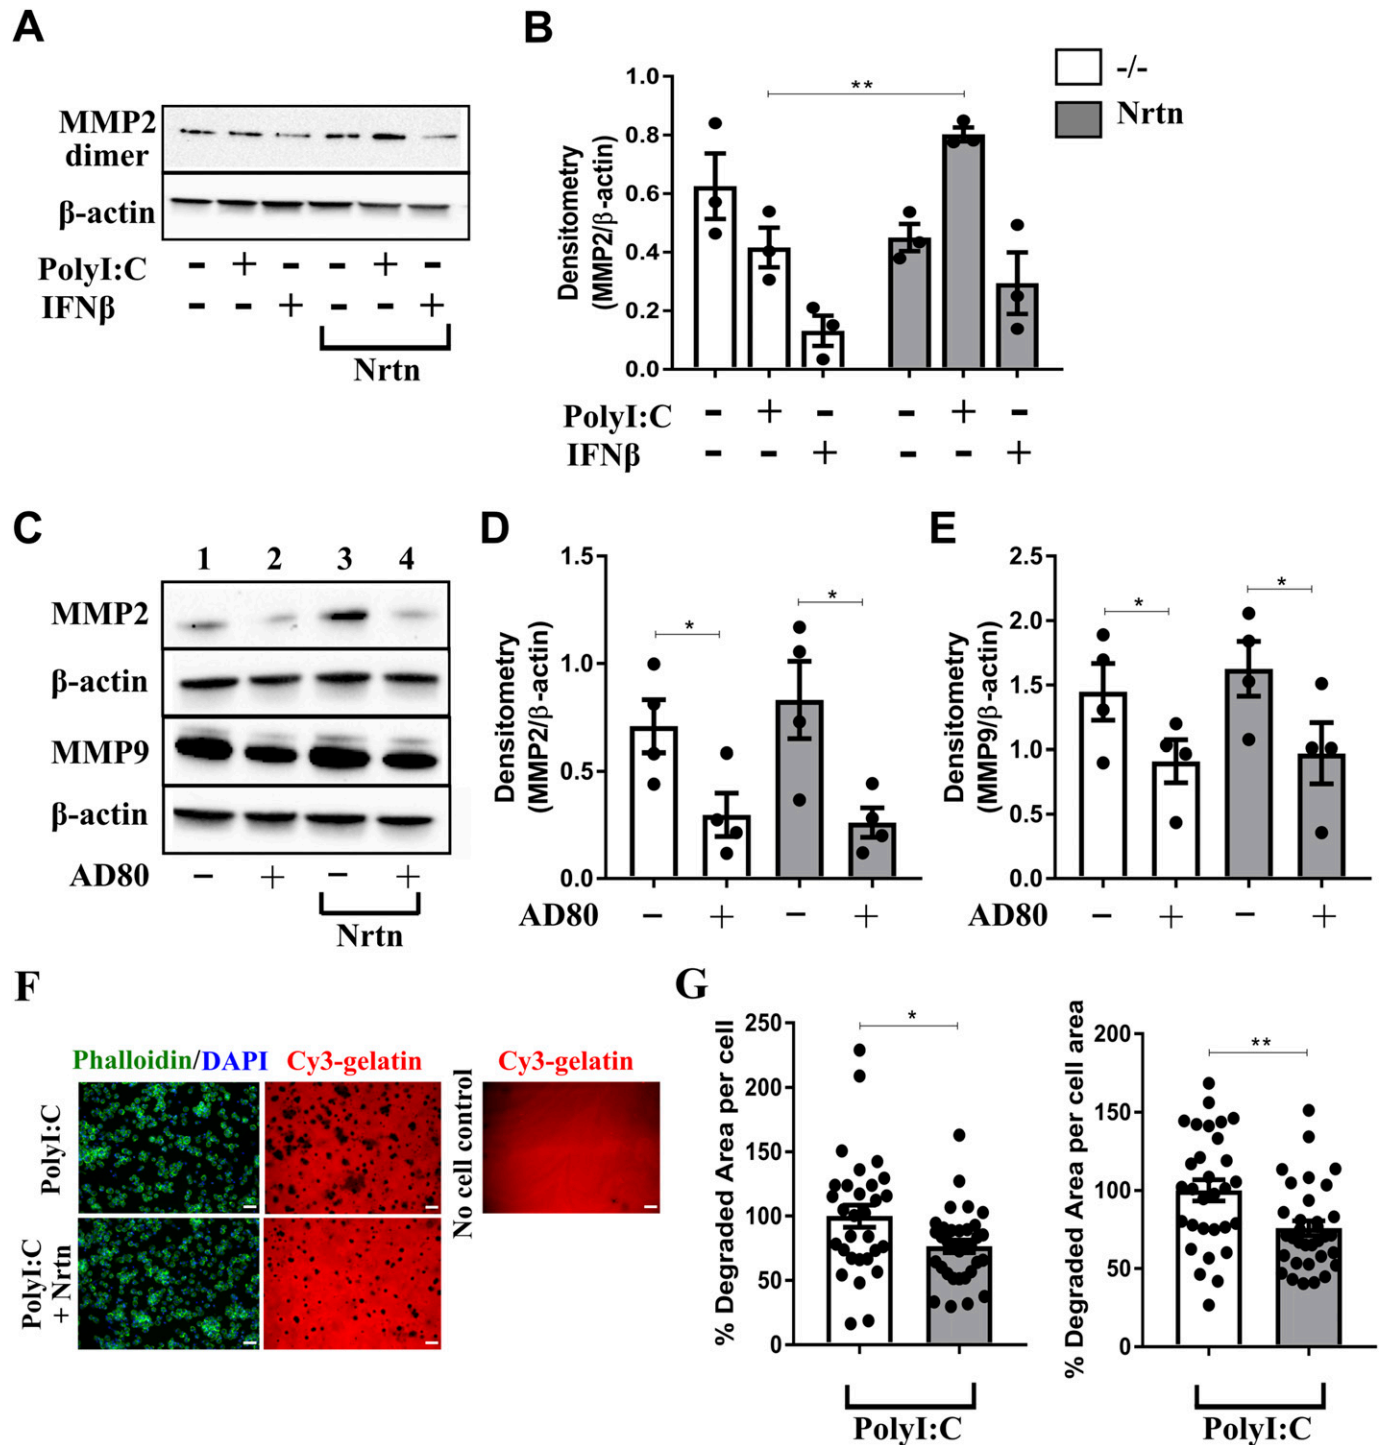 A
MMP2
dimer
β-actin
PolyI:C - + - - + -
IFNβ - - + - - +
Nrtn
B
-/-
Nrtn
**
Densitometry
(MMP2/β-actin)
1.0
0.8
0.6
0.4
0.2
0.0
PolyI:C - + - - + -
IFNβ - - + - - +
C
1 2 3 4
MMP2
β-actin
MMP9
β-actin
AD80 - + - +
Nrtn
D
Densitometry
(MMP2/β-actin)
1.5
1.0
0.5
0.0
* *
AD80 - + - +
E
Densitometry
(MMP9/β-actin)
2.5
2.0
1.5
1.0
0.5
0.0
* *
AD80 - + - +
F
Phalloidin/DAPI Cy3-gelatin
PolyI:C
PolyI:C
+ Nrtn
No cell control
Cy3-gelatin
G
% Degraded Area per cell
250
200
150
100
50
0
*
PolyI:C
% Degraded Area per cell area
200
150
100
50
0
**
PolyI:C